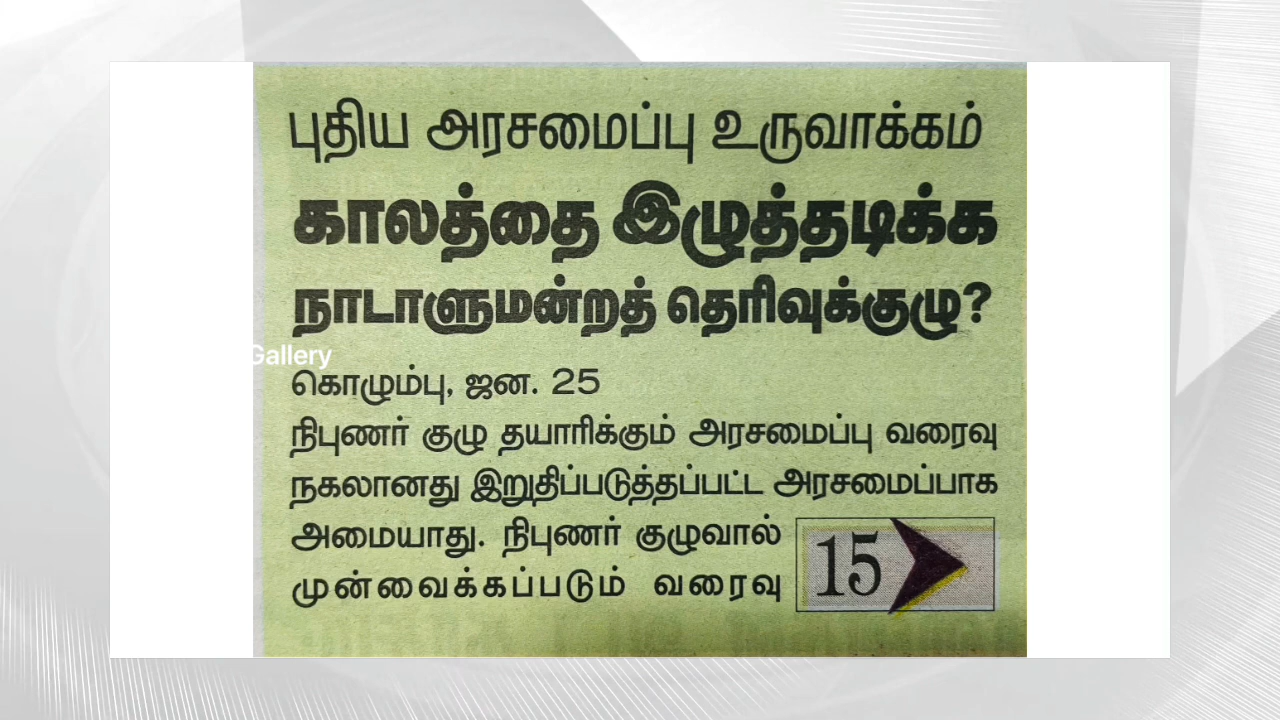 புதிய அரசமைப்பு உருவாக்கம்
காலத்தை இழுத்தடிக்க
நாடாளுமன்றத் தெரிவுக்குழு?
Gallery
கொழும்பு, ஜன. 25
நிபுணர் குழு தயாரிக்கும் அரசமைப்பு வரைவு
நகலானது இறுதிப்படுத்தப்பட்ட அரசமைப்பாக
அமையாது. நிபுணர் குழுவால்
முன்வைக்கப்படும் வரைவு
15